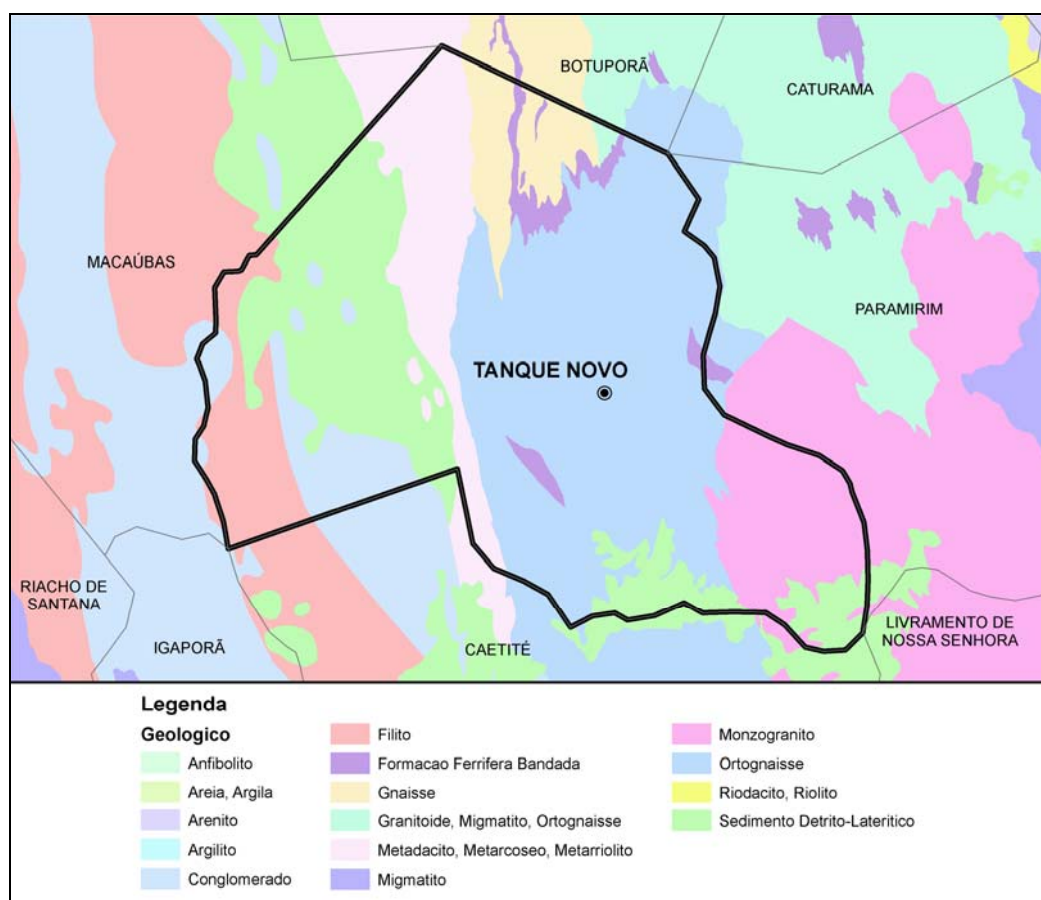 BOTUPORÃ
CATURAMA
MACAÚBAS
PARAMIRIM
TANQUE NOVO
RIACHO DE
SANTANA
IGAPORÃ
CAETITÉ
LIVRAMENTO DE
NOSSA SENHORA
Legenda
Geologico
Anfibolito
Areia, Argila
Arenito
Argilito
Conglomerado
Filito
Formacao Ferrifera Bandada
Gnaisse
Granitoide, Migmatito, Ortognaisse
Metadacito, Metarcoseo, Metarriolito
Migmatito
Monzogranito
Ortognaisse
Riodacito, Riolito
Sedimento Detrito-Lateritico